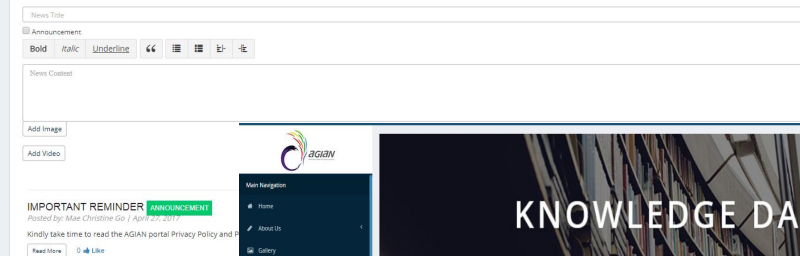 News Title
Announcement
Bold Italic Underline
News Content
Add Image
Add Video
IMPORTANT REMINDER ANNOUNCEMENT
Posted by: Mae Christine Go | April 27, 2017
Kindly take time to read the AGIAN portal Privacy Policy and P
Read More 0 Like
AGIAN
Main Navigation
Home
About Us
Gallery
KNOWLEDGE DA